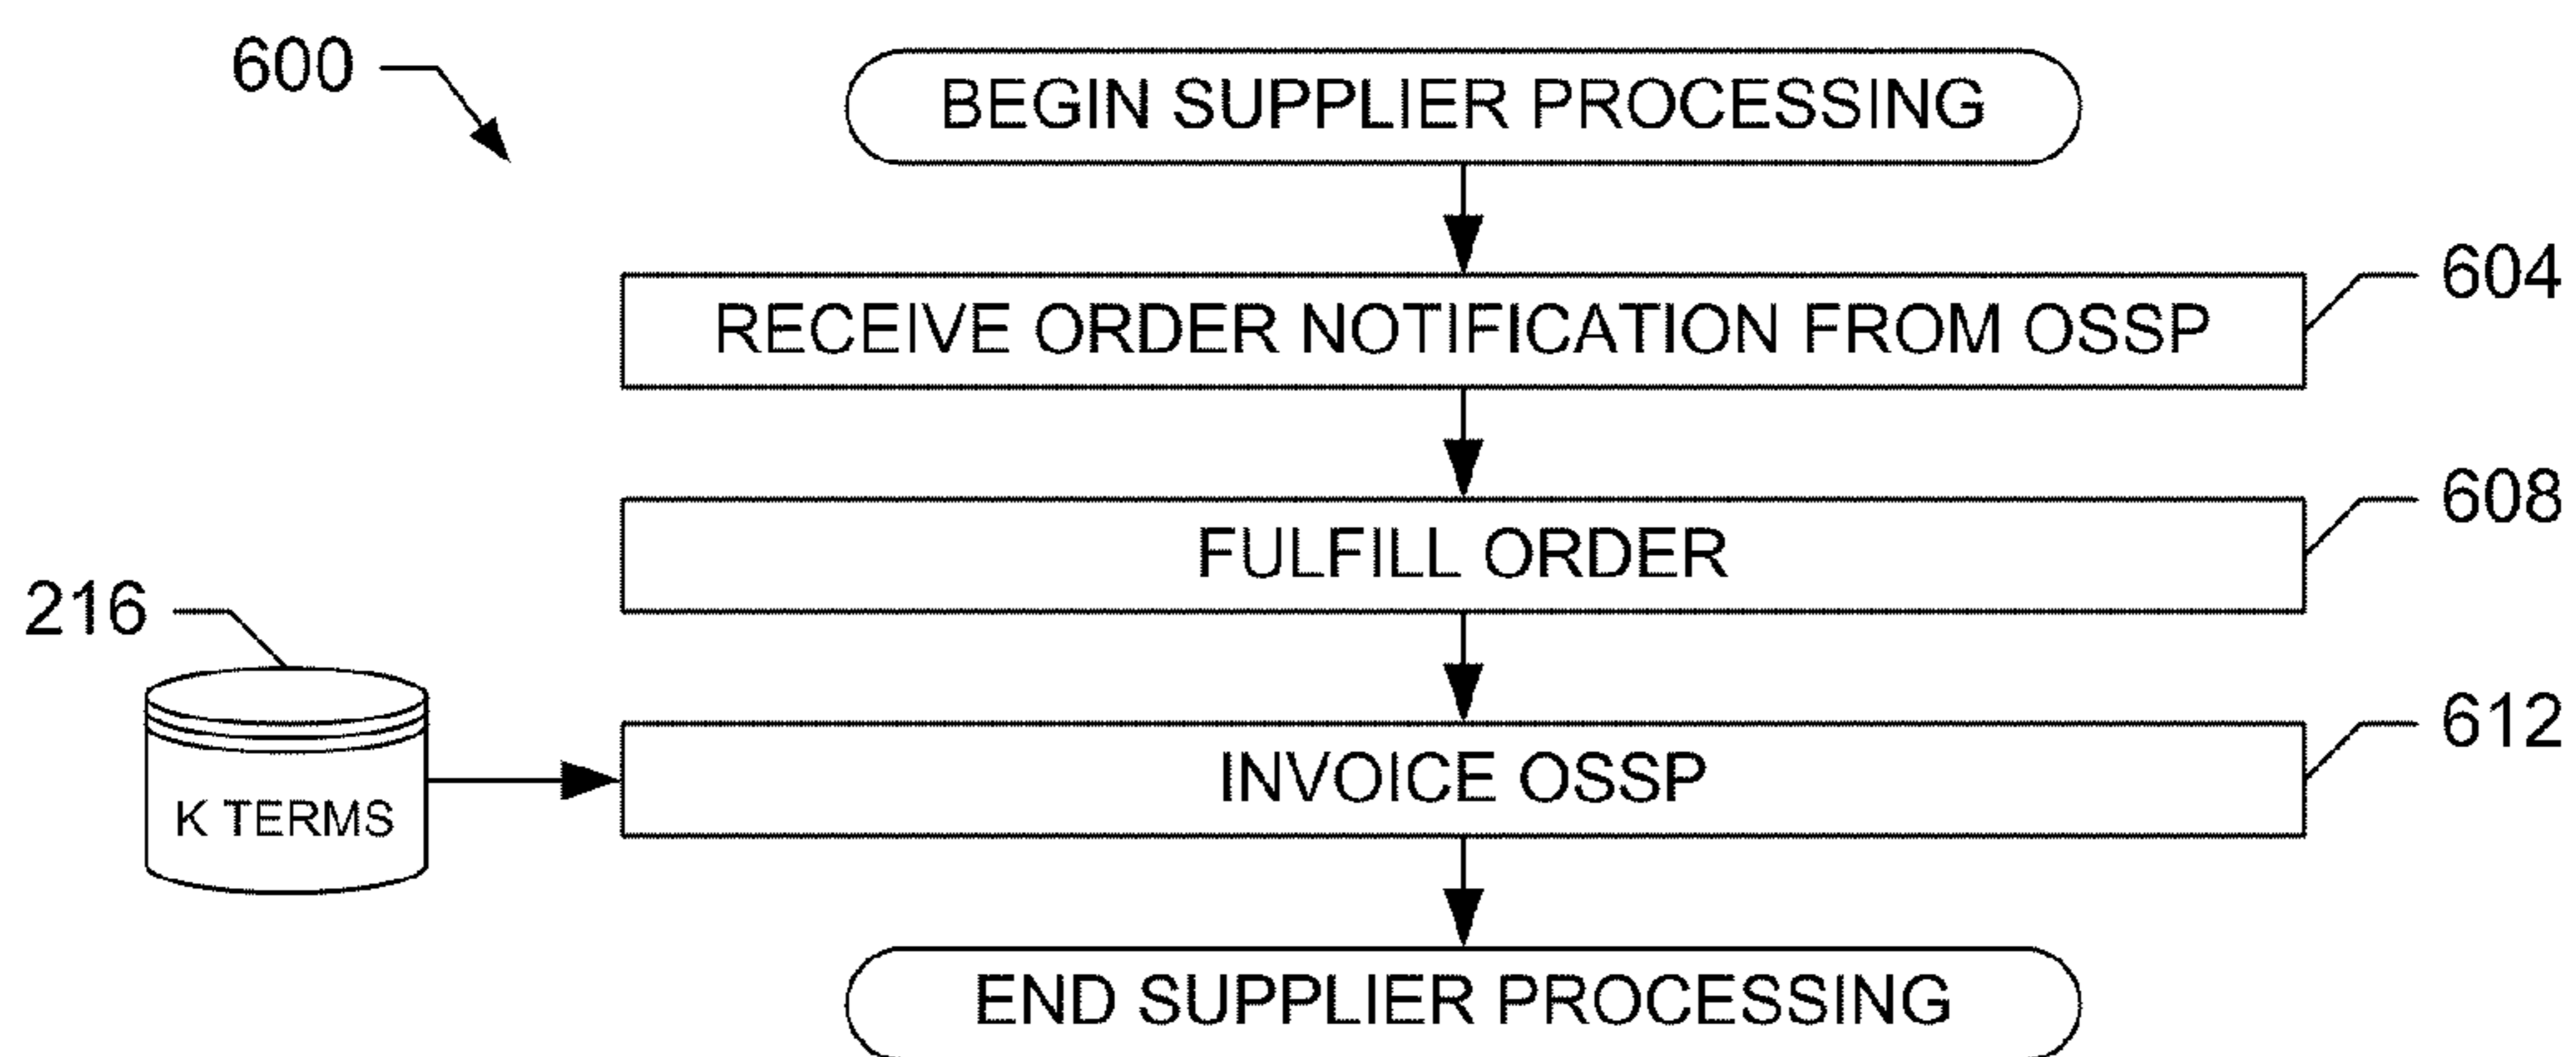 600
BEGIN SUPPLIER PROCESSING
604
RECEIVE ORDER NOTIFICATION FROM OSSP
608
FULFILL ORDER
216
612
INVOICE OSSP
K TERMS
END SUPPLIER PROCESSING